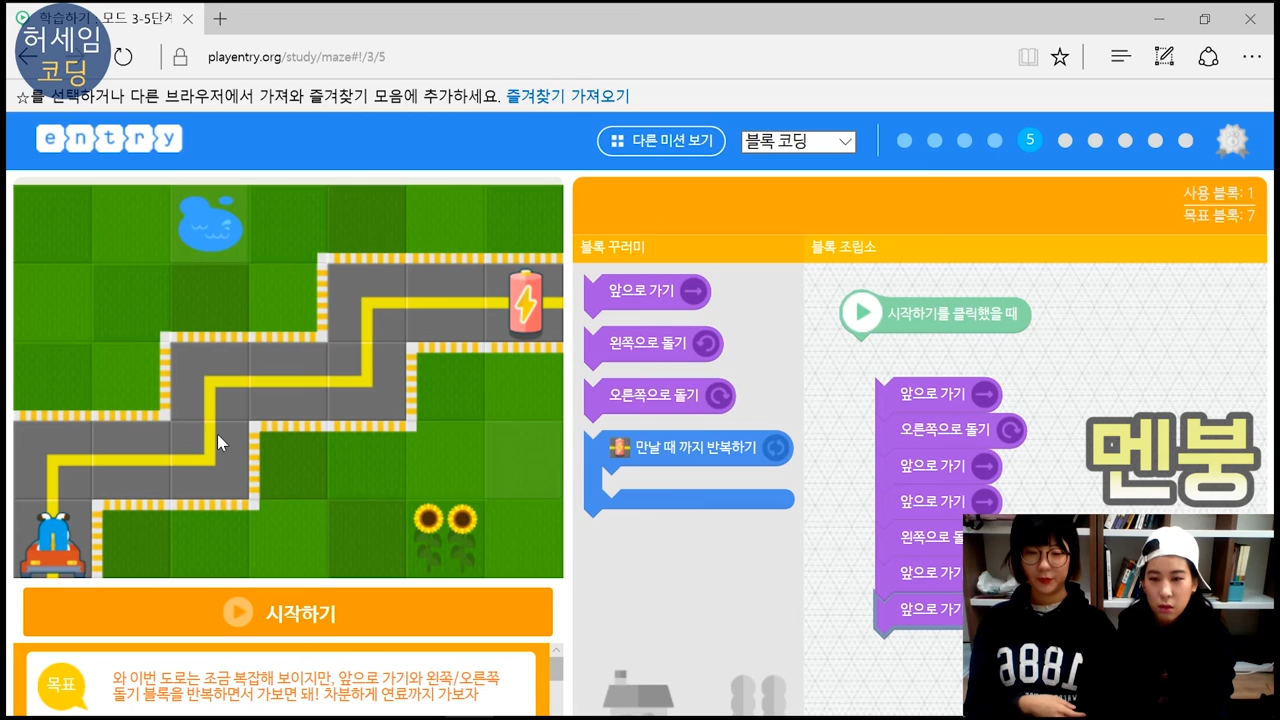 학습하기 : 모드 3-5단계
허세임
코딩
playentry.org/study/maze#!/3/5
☆를 선택하거나 다른 브라우저에서 가져와 즐겨찾기 모음에 추가하세요. 즐겨찾기 가져오기
entry
다른 미션 보기
블록 코딩
5
사용 블록: 1
목표 블록: 7
블록 꾸러미
블록 조립소
앞으로 가기
왼쪽으로 돌기
오른쪽으로 돌기
만날 때 까지 반복하기
시작하기를 클릭했을 때
앞으로 가기
오른쪽으로 돌기
앞으로 가기
앞으로 가기
왼쪽으로
앞으로 가기
앞으로 가기
멘붕
1886
시작하기
목표
와 이번 도로는 조금 복잡해 보이지만, 앞으로 가기와 왼쪽/오른쪽
돌기 블록을 반복하면서 가보면 돼! 차분하게 연료까지 가보자